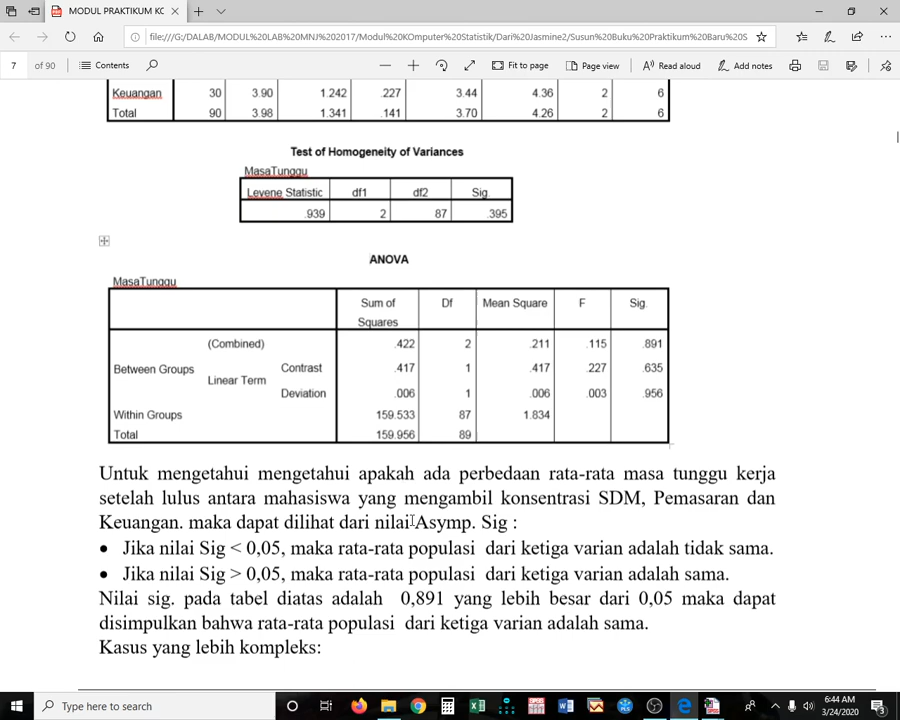 MODUL PRAKTIKUM KC
file:///G:/DALAB/MODUL%20LAB%20MNJ%202017/Modul%20KOmputer%20Statistik/Dari%20Jasmine2/Susun%20Buku%20Praktikum%20Baru%20S
7 of 90 Contents Fit to page Page view Read aloud Add notes
Keuangan 30 3.90 1.242 .227 3.44 4.36 2 6
Total 90 3.98 1.341 .141 3.70 4.26 2 6
Test of Homogeneity of Variances
MasaTunggu
Levene Statistic df1 df2 Sig.
.939 2 87 .395
ANOVA
MasaTunggu
Sum of Squares Df Mean Square F Sig.
(Combined) .422 2 .211 .115 .891
Between Groups Linear Term Contrast .417 1 .417 .227 .635
Deviation .006 1 .006 .003 .956
Within Groups 159.533 87 1.834
Total 159.956 89
Untuk mengetahui mengetahui apakah ada perbedaan rata-rata masa tunggu kerja
setelah lulus antara mahasiswa yang mengambil konsentrasi SDM, Pemasaran dan
Keuangan. maka dapat dilihat dari nilai Asymp. Sig :
• Jika nilai Sig < 0,05, maka rata-rata populasi dari ketiga varian adalah tidak sama.
• Jika nilai Sig > 0,05, maka rata-rata populasi dari ketiga varian adalah sama.
Nilai sig. pada tabel diatas adalah 0,891 yang lebih besar dari 0,05 maka dapat
disimpulkan bahwa rata-rata populasi dari ketiga varian adalah sama.
Kasus yang lebih kompleks:
Type here to search
6:44 AM
3/24/2020